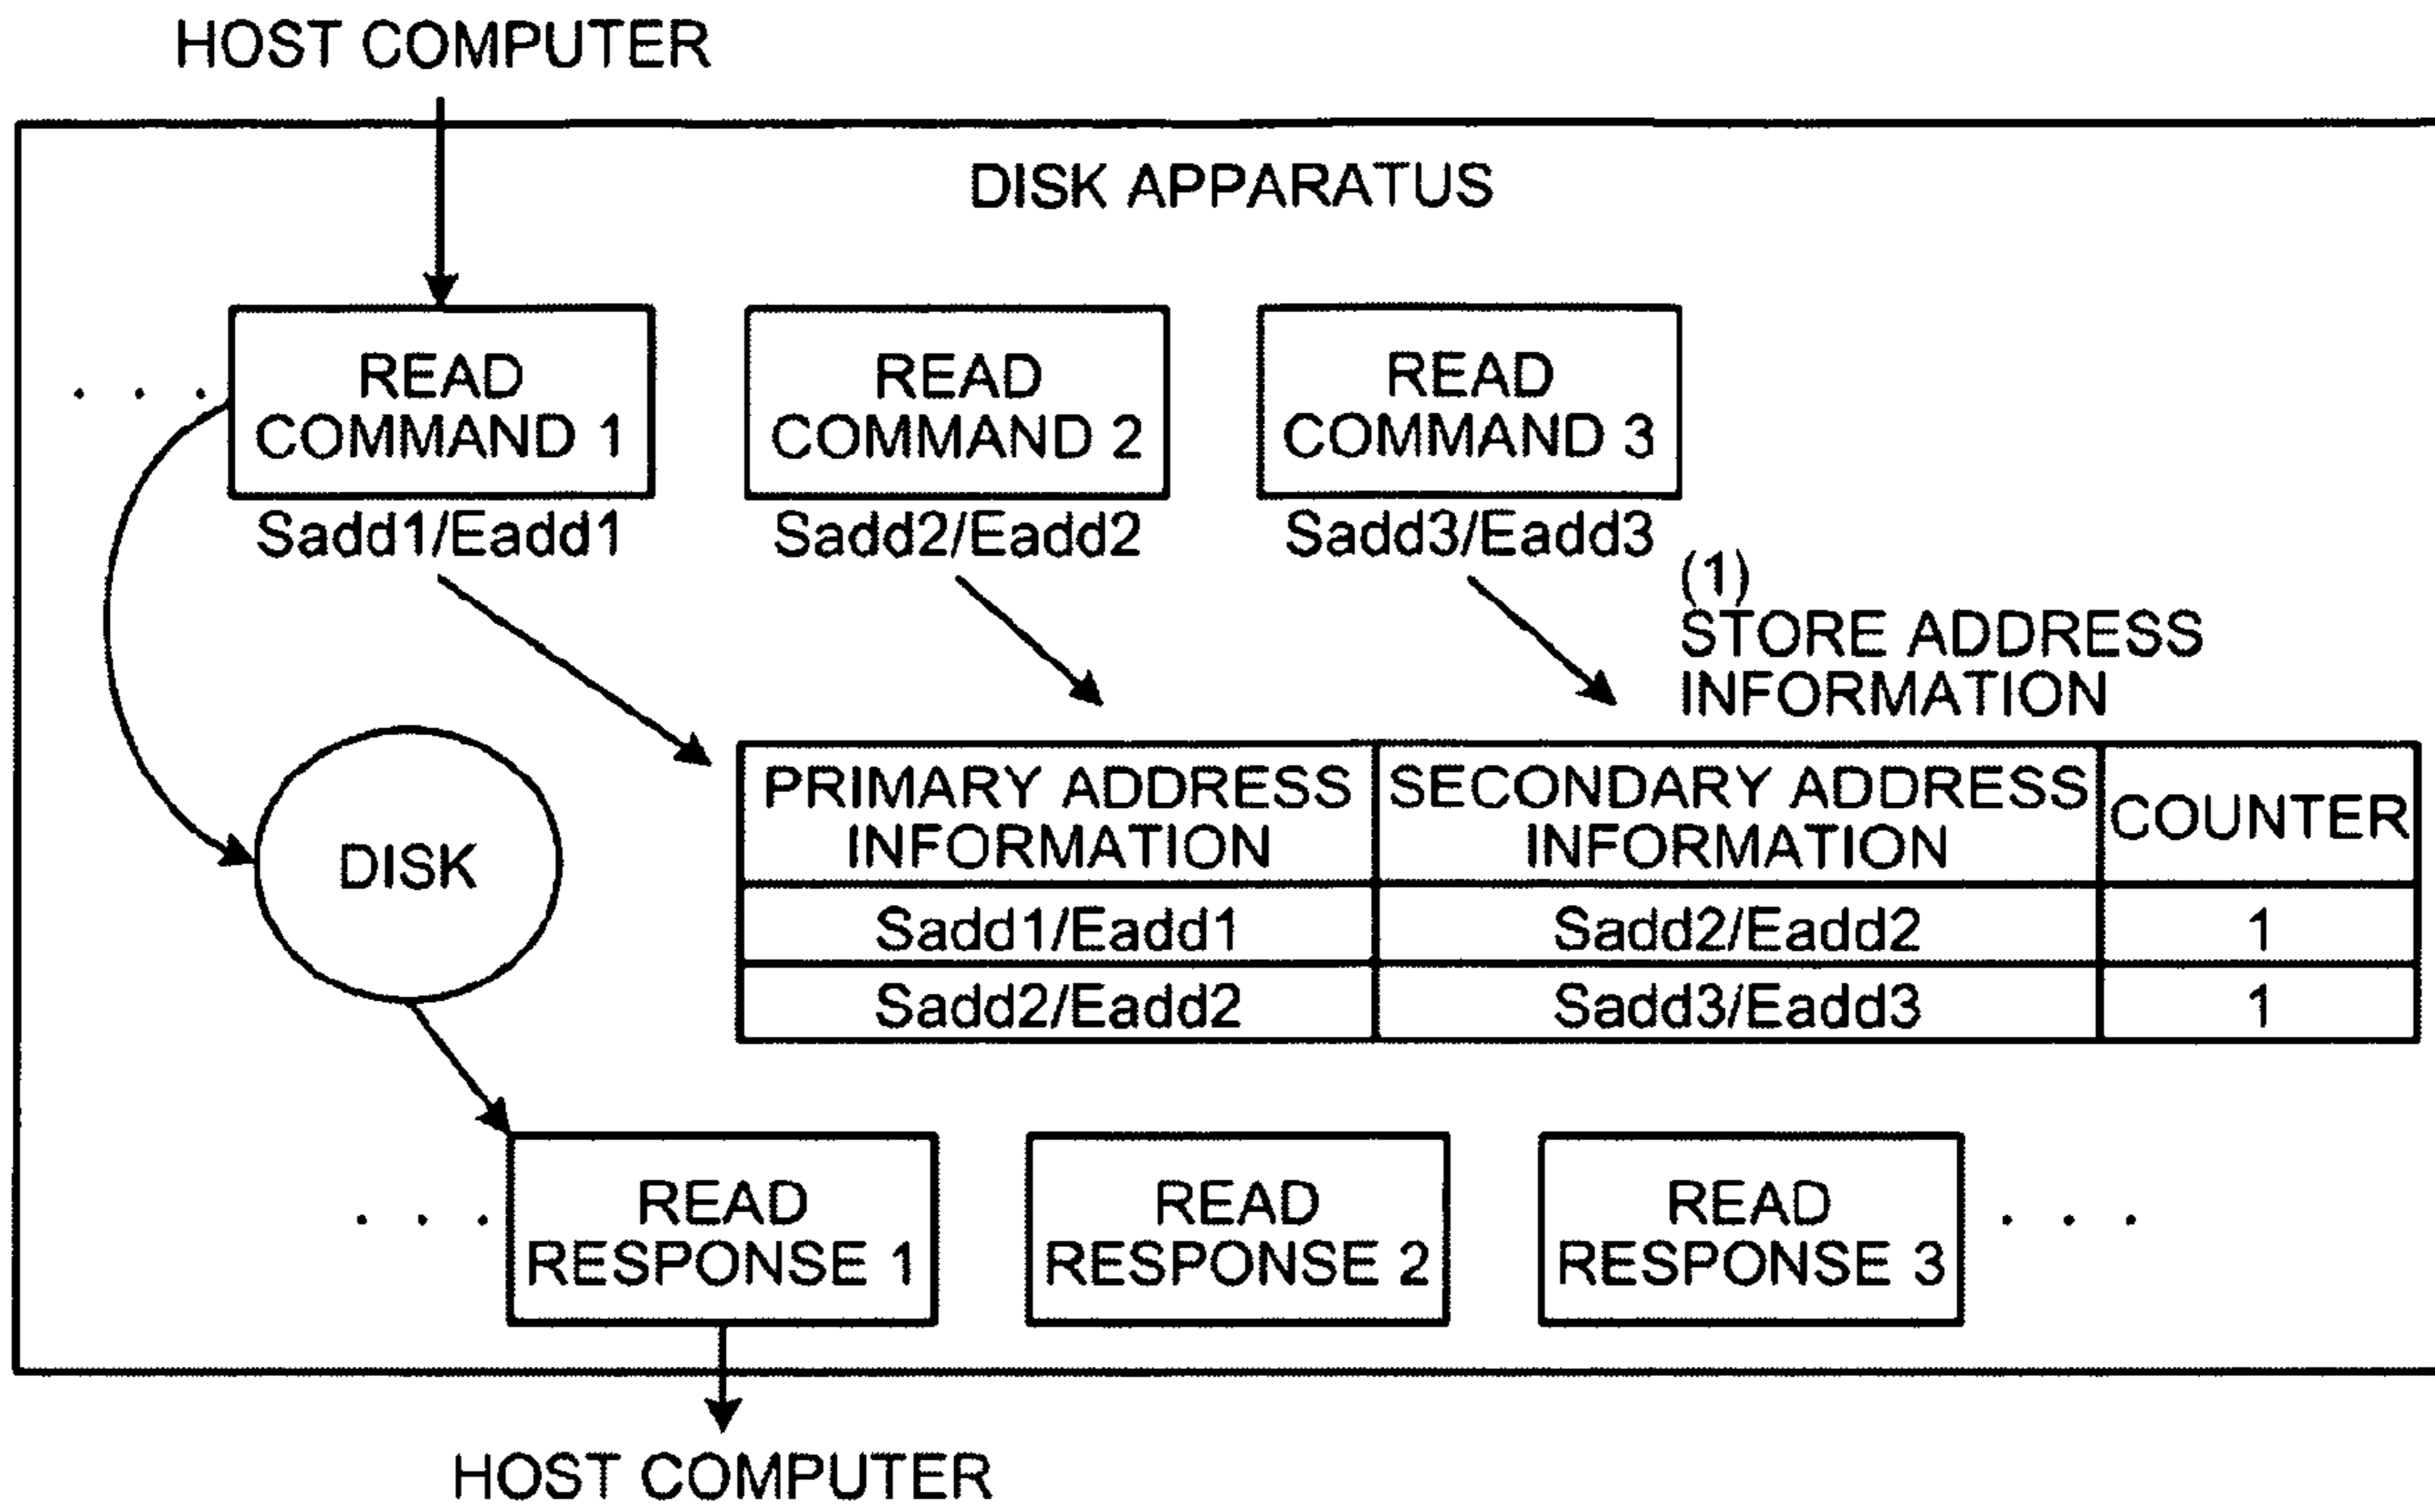 HOST COMPUTER
DISK APPARATUS
. . .
READ
COMMAND 1
READ
COMMAND 2
READ
COMMAND 3
Sadd1/Eadd1
Sadd2/Eadd2
Sadd3/Eadd3
(1)
STORE ADDRESS
INFORMATION
DISK
PRIMARY ADDRESS
INFORMATION
SECONDARY ADDRESS
INFORMATION
COUNTER
Sadd1/Eadd1
Sadd2/Eadd2
1
Sadd2/Eadd2
Sadd3/Eadd3
1
. . .
READ
RESPONSE 1
READ
RESPONSE 2
READ
RESPONSE 3
. . .
HOST COMPUTER